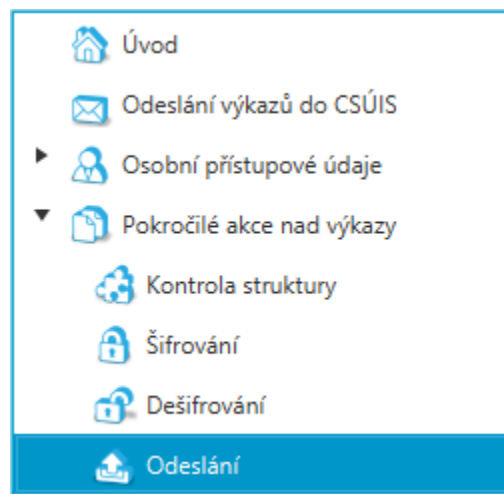 Úvod
Odeslání výkazů do CSÚIS
Osobní přístupové údaje
Pokročilé akce nad výkazy
Kontrola struktury
Šifrování
Dešifrování
Odeslání